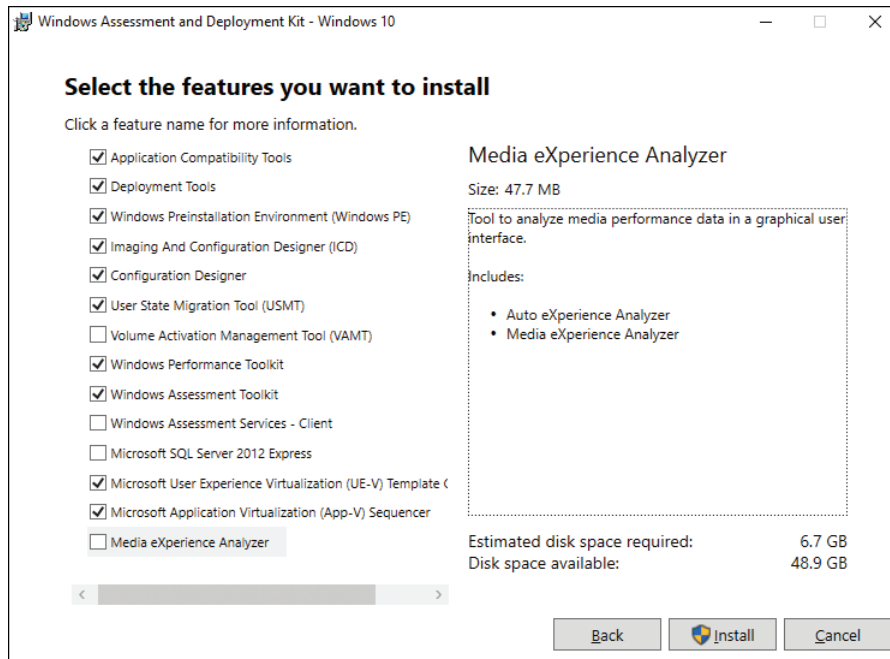 Windows Assessment and Deployment Kit - Windows 10
Select the features you want to install
Click a feature name for more information.
Application Compatibility Tools
Deployment Tools
Windows Preinstallation Environment (Windows PE)
Imaging And Configuration Designer (ICD)
Configuration Designer
User State Migration Tool (USMT)
Volume Activation Management Tool (VAMT)
Windows Performance Toolkit
Windows Assessment Toolkit
Windows Assessment Services - Client
Microsoft SQL Server 2012 Express
Microsoft User Experience Virtualization (UE-V) Template
Microsoft Application Virtualization (App-V) Sequencer
Media eXperience Analyzer
Media eXperience Analyzer
Size: 47.7 MB
Tool to analyze media performance data in a graphical user
interface.
Includes:
• Auto eXperience Analyzer
• Media eXperience Analyzer
Estimated disk space required: 6.7 GB
Disk space available: 48.9 GB
Back
Install
Cancel